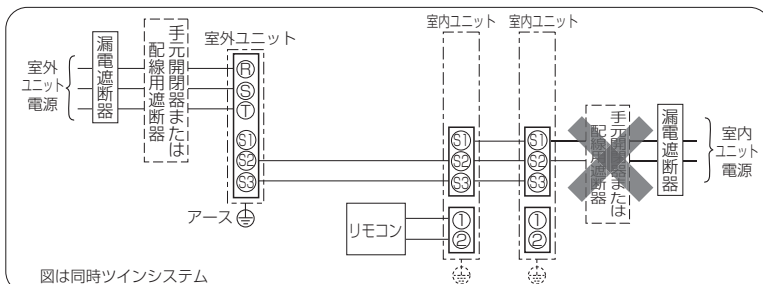 室外
ユニット
電源
漏電遮断器
手元開閉器または
配線用遮断器
室外ユニット
R
S
T
S1
S2
S3
アース
室内ユニット
S1
S2
S3
①
②
リモコン
室内ユニット
S1
S2
S3
①
②
手元開閉器または
配線用遮断器
漏電遮断器
室内
ユニット
電源
図は同時ツインシステム